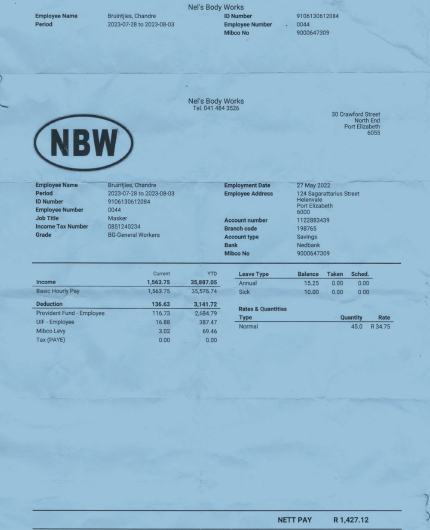 Nel's Body Works
Employee Name Bruintjies, Chandre ID Number 9106130612084
Period 2023-07-28 to 2023-08-03 Employee Number 0044
Mibco No 9000647309
Nel's Body Works
Tel. 041 484 3526
30 Crawford Street
North End
Port Elizabeth
6055
NBW
Employee Name Bruintjies, Chandre Employment Date 27 May 2022
Period 2023-07-28 to 2023-08-03 Employee Address 124 Sagarattarius Street
ID Number 9106130612084 Helenvale
Employee Number 0044 Port Elizabeth
6000
Job Title Masker Account number 1122883439
Income Tax Number 0851240234 Branch code 198765
Grade BG-General Workers Account type Savings
Bank Nedbank
Mibco No 9000647309
Current YTD Leave Type Balance Taken Sched.
Income 1,563.75 35,887.05 Annual 15.25 0.00 0.00
Basic Hourly Pay 1,563.75 Sick 10.00 0.00 0.00
Deduction 136.63 3,141.72
Provident Fund - Employee 116.73 2,684.79 Rates & Quantities
UIF - Employee 16.88 387.47 Type Quantity Rate
Mibco Levy 3.02 69.46 Normal 45.0 R 34.75
Tax (PAYE) 0.00 0.00
NETT PAY R 1,427.12